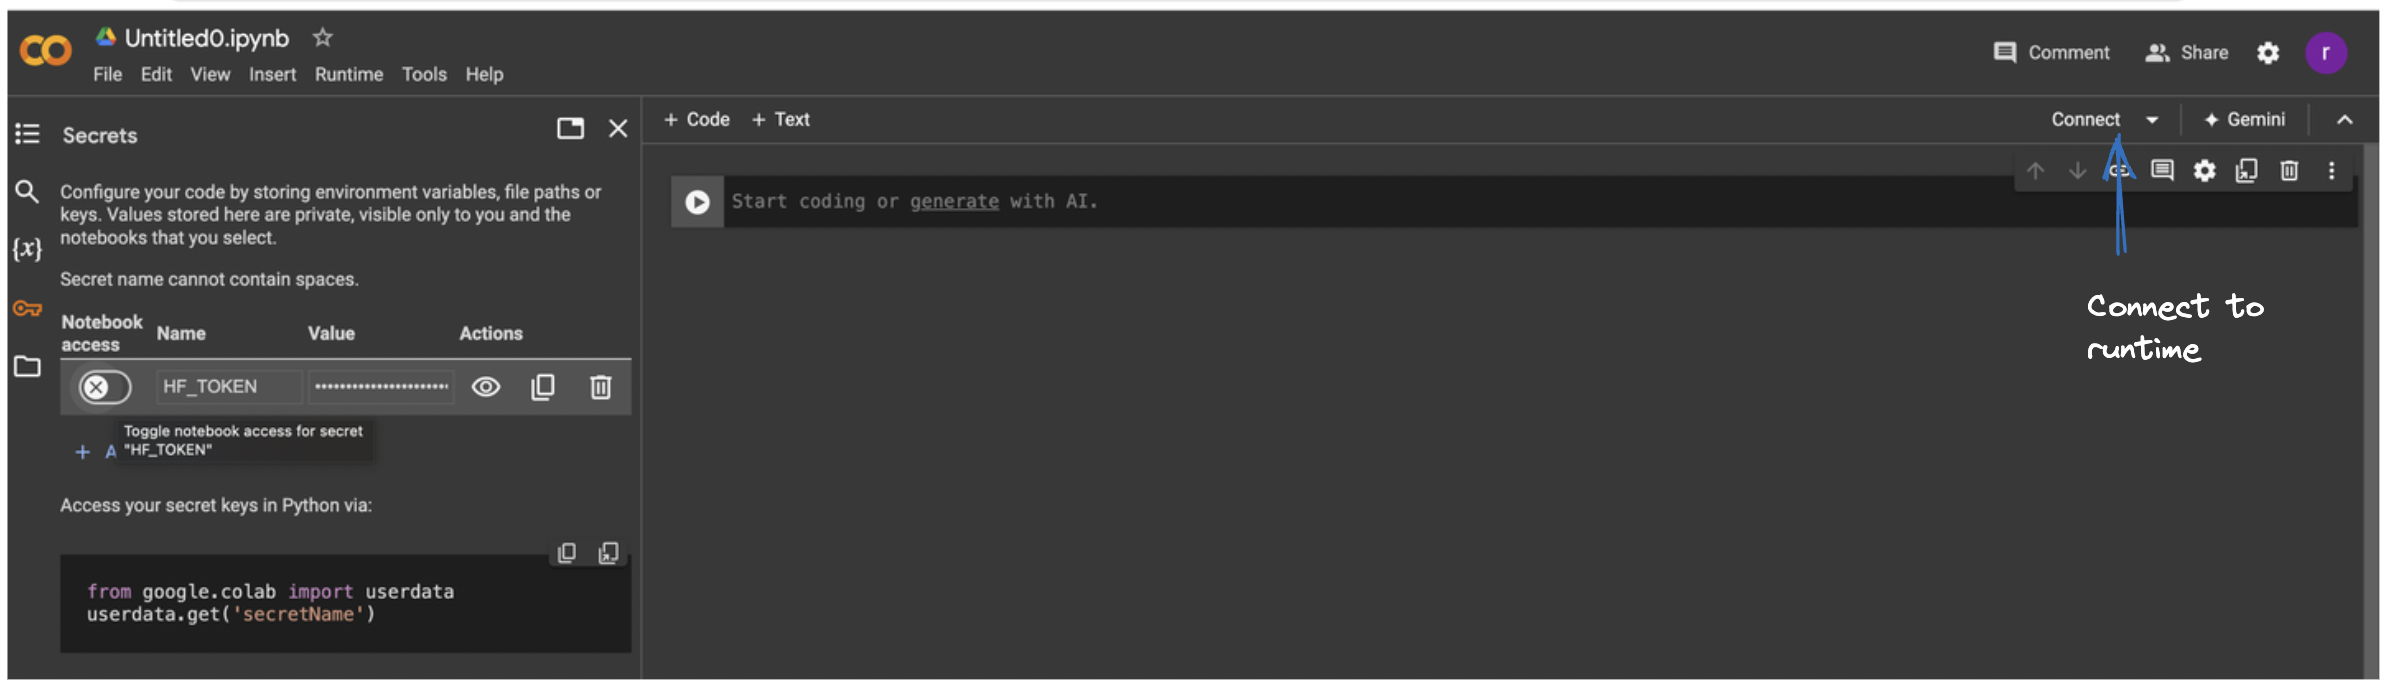 Untitled0.ipynb
File Edit View Insert Runtime Tools Help
Comment Share r
Secrets
+ Code + Text
Connect Gemini
Configure your code by storing environment variables, file paths or
keys. Values stored here are private, visible only to you and the
notebooks that you select.
Secret name cannot contain spaces.
Notebook
access
Name Value Actions
HF_TOKEN ••••••••••••••••••••••
Toggle notebook access for secret
"HF_TOKEN"
+ A
Access your secret keys in Python via:
from google.colab import userdata
userdata.get('secretName')
{x}
Start coding or generate with AI.
Connect to
runtime